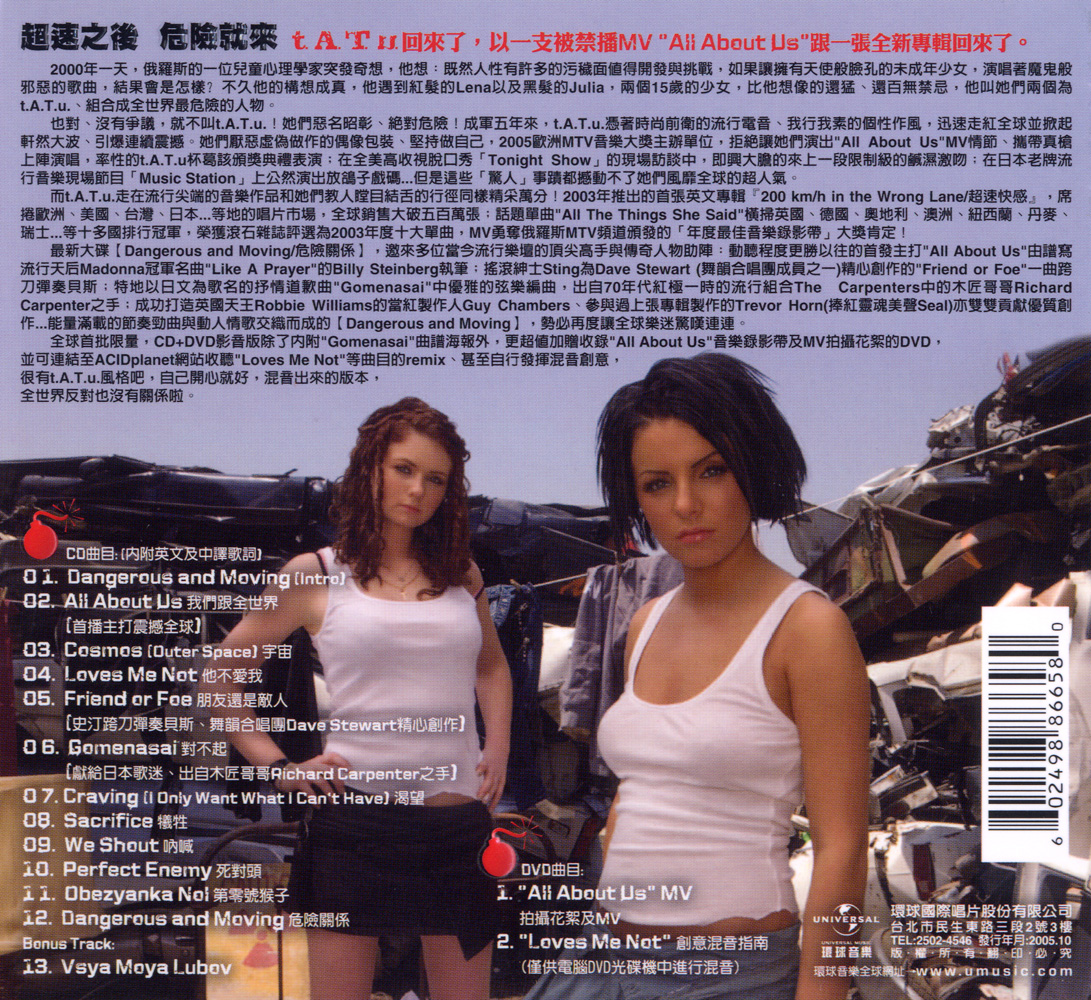 超速之後 危險就來 t.A.T.u回來了，以一支被禁播MV "All About Us"跟一張全新專輯回來了。
2000年一天，俄羅斯的一位兒童心理學家突發奇想，他想：既然人性有許多的污穢面值得開發與挑戰，如果讓擁有天使般臉孔的未成年少女，演唱著魔鬼般
邪惡的歌曲，結果會是怎樣? 不久他的構想成真，他遇到紅髮的Lena以及黑髮的Julia，兩個15歲的少女，比他想像的還猛、還百無禁忌，他叫她們兩個為
t.A.T.u.、組合成全世界最危險的人物。
也對、沒有爭議，就不叫t.A.T.u.！她們惡名昭彰、絕對危險！成軍五年來，t.A.T.u.憑著時尚前衛的流行電音、我行我素的個性作風，迅速走紅全球並掀起
軒然大波、引爆連續震撼。她們厭惡虛偽做作的偶像包裝、堅持做自己，2005歐洲MTV音樂大獎主辦單位，拒絕讓她們演出"All About Us"MV情節、攜帶真槍
上陣演唱，率性的t.A.T.u杯葛該頒獎典禮表演；在全美高收視脫口秀「Tonight Show」的現場訪談中，即興大膽的來上一段限制級的鹹濕激吻；在日本老牌流
行音樂現場節目「Music Station」上公然演出放鴿子戲碼...但是這些「驚人」事蹟都撼動不了她們風靡全球的超人氣。
而t.A.T.u.走在流行尖端的音樂作品和她們教人瞠目結舌的行徑同樣精采萬分！2003年推出的首張英文專輯『200 km/h in the Wrong Lane/超速快感』，席
捲歐洲、美國、台灣、日本...等地的唱片市場，全球銷售大破五百萬張；話題單曲"All The Things She Said"橫掃英國、德國、奧地利、澳洲、紐西蘭、丹麥、
瑞士...等十多國排行冠軍，榮獲滾石雜誌評選為2003年度十大單曲，MV勇奪俄羅斯MTV頻道頒發的「年度最佳音樂錄影帶」大獎肯定！
最新大碟【Dangerous and Moving/危險關係】，邀來多位當今流行樂壇的頂尖高手與傳奇人物助陣：動聽程度更勝以往的首發主打"All About Us"由譜寫
流行天后Madonna冠軍名曲"Like A Prayer"的Billy Steinberg執筆；搖滾紳士Sting為Dave Stewart (舞韻合唱團成員之一)精心創作的"Friend or Foe"一曲跨
刀彈奏貝斯；特地以日文為歌名的抒情道歉曲"Gomenasai"中優雅的弦樂編曲，出自70年代紅極一時的流行組合The Carpenters中的木匠哥哥Richard
Carpenter之手；成功打造英國天王Robbie Williams的當紅製作人Guy Chambers、參與過上張專輯製作的Trevor Horn(捧紅靈魂美聲Seal)亦雙雙貢獻優質創
作...能量滿載的節奏勁曲與動人情歌交織而成的【Dangerous and Moving】，勢必再度讓全球樂迷驚嘆連連。
全球首批限量，CD+DVD影音版除了內附"Gomenasai"曲譜海報外，更超值加贈收錄"All About Us"音樂錄影帶及MV拍攝花絮的DVD，
並可連結至ACIDplanet網站收聽"Loves Me Not"等曲目的remix、甚至自行發揮混音創意，
很有t.A.T.u.風格吧，自己開心就好，混音出來的版本，
全世界反對也沒有關係啦。
CD曲目:(內附英文及中譯歌詞)
01. Dangerous and Moving (Intro)
02. All About Us 我們跟全世界
(首播主打震撼全球)
03. Cosmos (Outer Space) 宇宙
04. Loves Me Not 他不愛我
05. Friend or Foe 朋友還是敵人
(史汀跨刀彈奏貝斯、舞韻合唱團Dave Stewart精心創作)
06. Gomenasai 對不起
(獻給日本歌迷、出自木匠哥哥Richard Carpenter之手)
07. Craving (I Only Want What I Can't Have) 渴望
08. Sacrifice 犧牲
09. We Shout 吶喊
10. Perfect Enemy 死對頭
11. Obezyanka Nol 第零號猴子
12. Dangerous and Moving 危險關係
Bonus Track:
13. Vsya Moya Lubov
DVD曲目:
1. "All About Us" MV
拍攝花絮及MV
2. "Loves Me Not" 創意混音指南
(僅供電腦DVD光碟機中進行混音)
6 02498 86658 0
UNIVERSAL
UNIVERSAL MUSIC
環球音樂
環球國際唱片股份有限公司
台北市民生東路三段2號3樓
TEL:2502-4546 發行年月:2005.10
版·權·所·有·翻·印·必·究
環球音樂全球網址→www.umusic.com